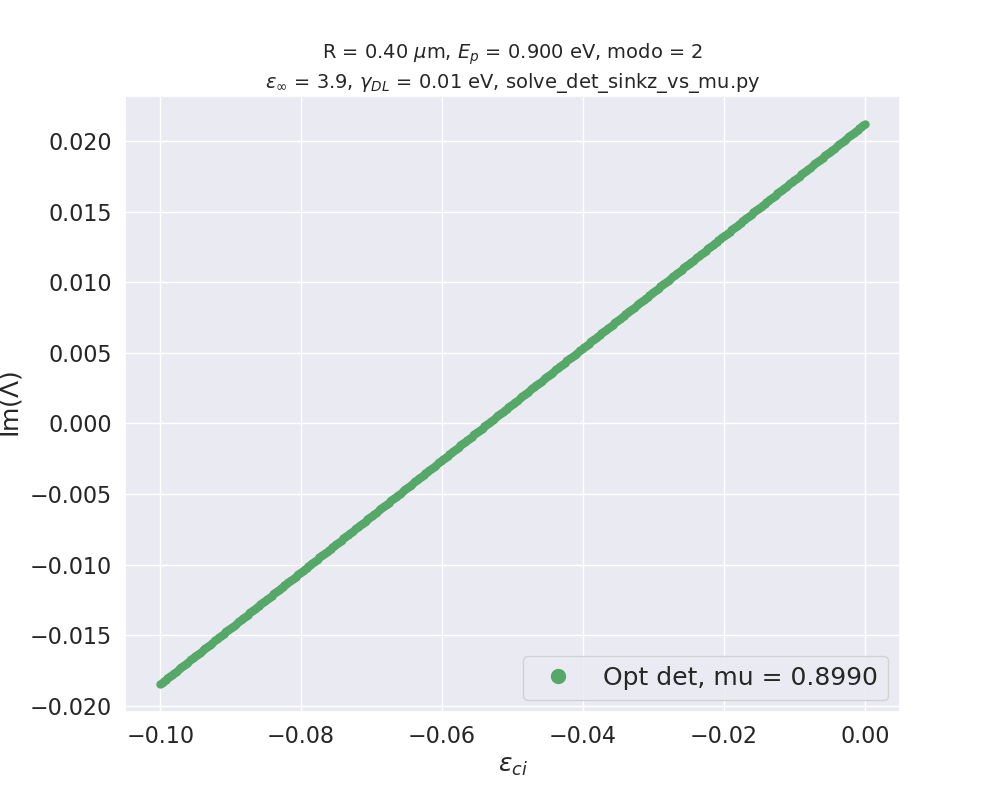 R = 0.40 μm, E_p = 0.900 eV, modo = 2
ε_∞ = 3.9, γ_DL = 0.01 eV, solve_det_sinkz_vs_mu.py
Im(Λ)
0.020
0.015
0.010
0.005
0.000
−0.005
−0.010
−0.015
−0.020
Opt det, mu = 0.8990
−0.10 −0.08 −0.06 −0.04 −0.02 0.00
ε_ci